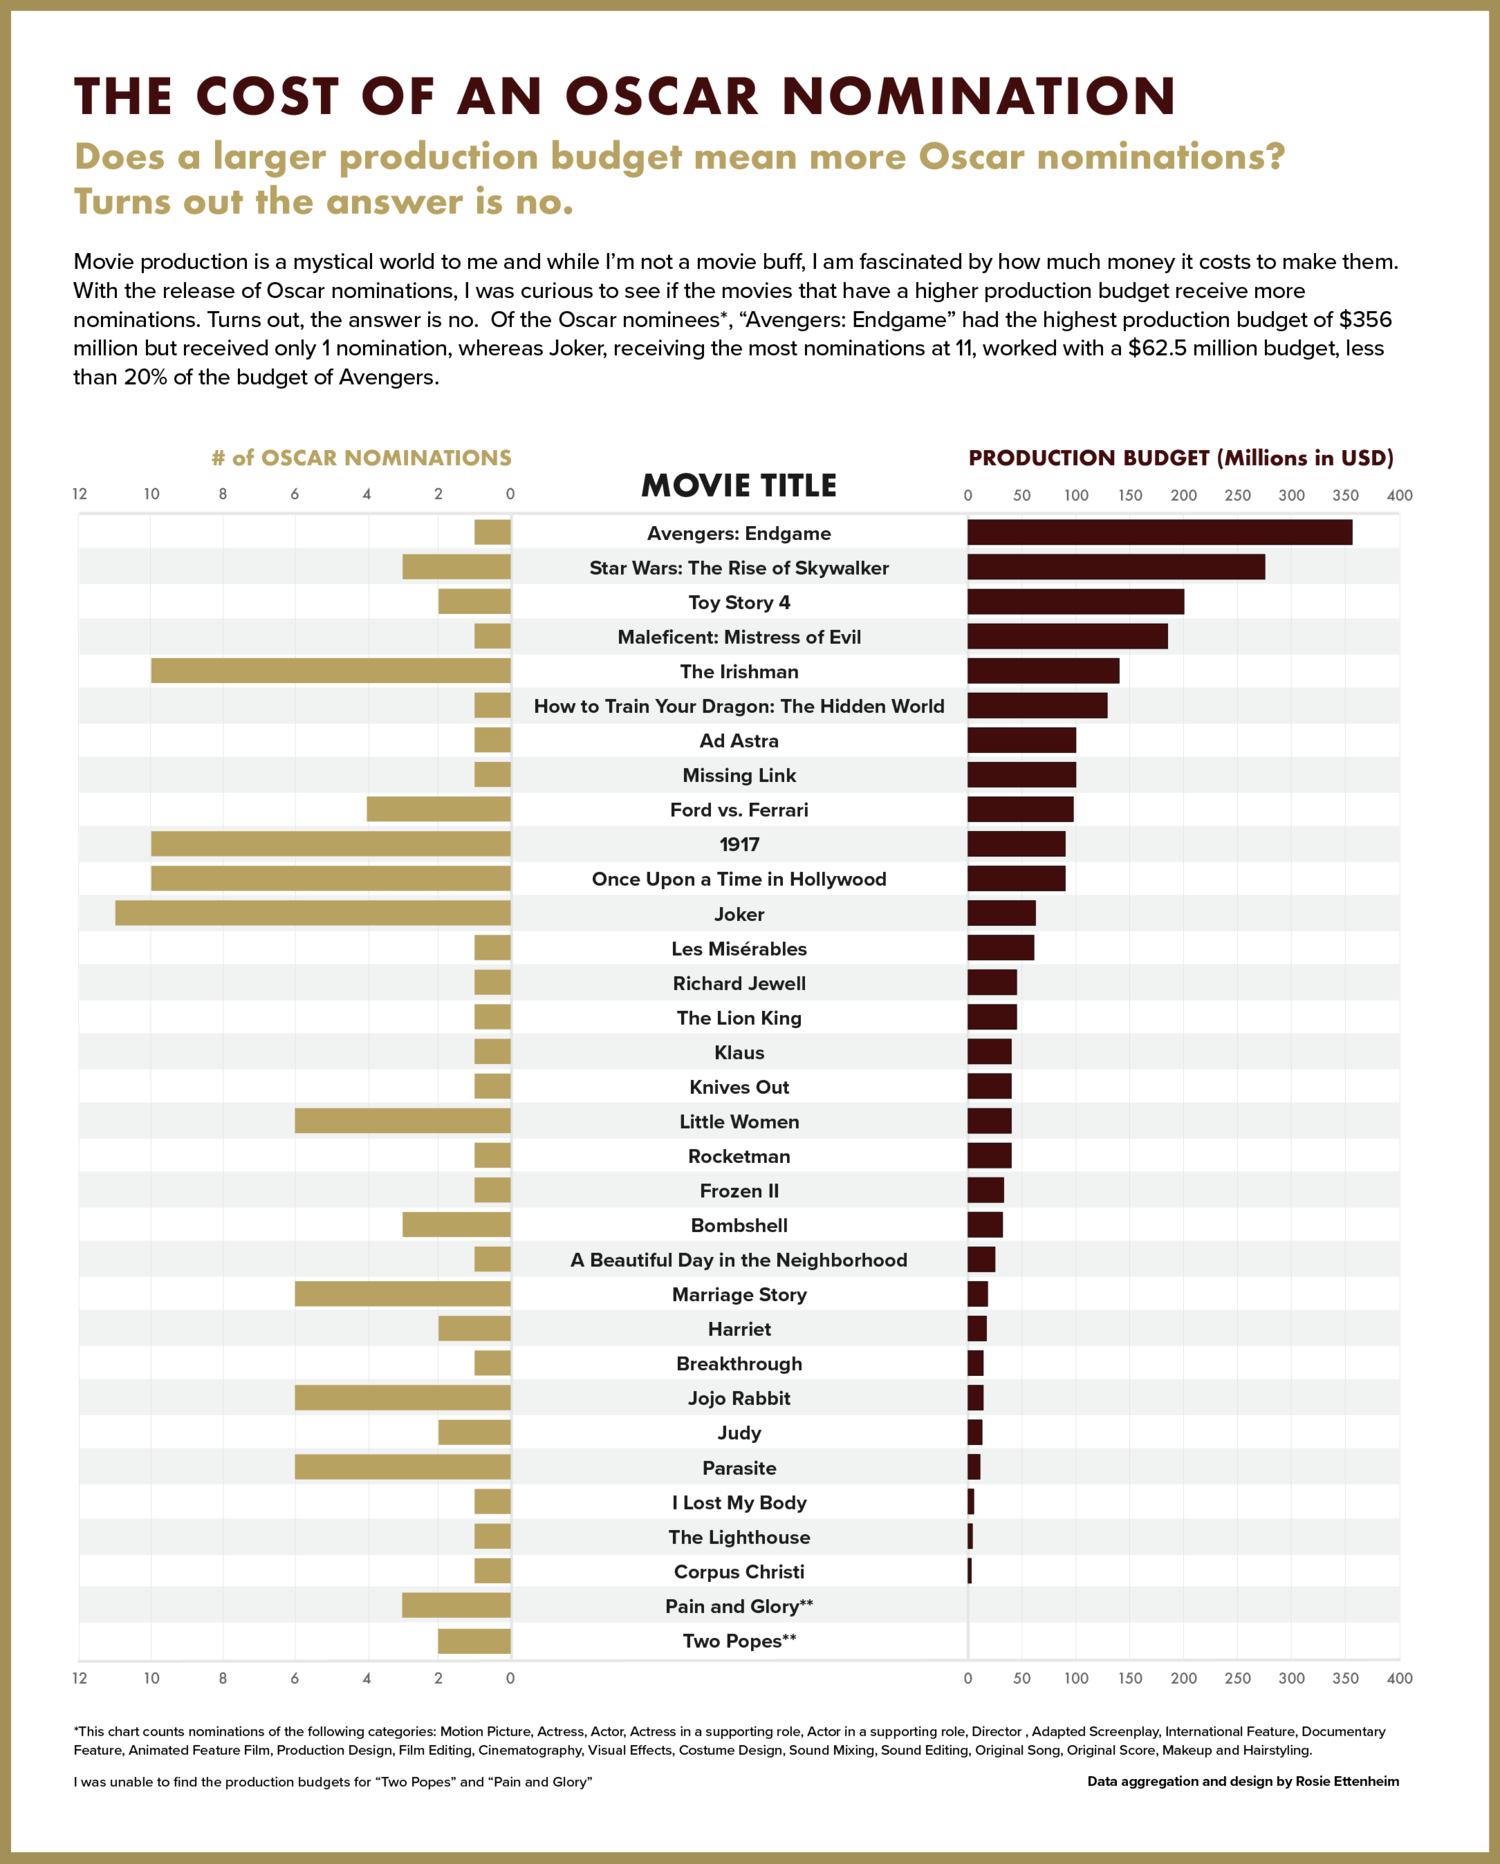 THE COST OF AN OSCAR NOMINATION
Does a larger production budget mean more Oscar nominations?
Turns out the answer is no.
Movie production is a mystical world to me and while I’m not a movie buff, I am fascinated by how much money it costs to make them.
With the release of Oscar nominations, I was curious to see if the movies that have a higher production budget receive more
nominations. Turns out, the answer is no.  Of the Oscar nominees*, “Avengers: Endgame” had the highest production budget of $356
million but received only 1 nomination, whereas Joker, receiving the most nominations at 11, worked with a $62.5 million budget, less
than 20% of the budget of Avengers.
# of OSCAR NOMINATIONS
MOVIE TITLE
PRODUCTION BUDGET (Millions in USD)
12 10 8 6 4 2 0
0 50 100 150 200 250 300 350 400
Avengers: Endgame
Star Wars: The Rise of Skywalker
Toy Story 4
Maleficent: Mistress of Evil
The Irishman
How to Train Your Dragon: The Hidden World
Ad Astra
Missing Link
Ford vs. Ferrari
1917
Once Upon a Time in Hollywood
Joker
Les Misérables
Richard Jewell
The Lion King
Klaus
Knives Out
Little Women
Rocketman
Frozen II
Bombshell
A Beautiful Day in the Neighborhood
Marriage Story
Harriet
Breakthrough
Jojo Rabbit
Judy
Parasite
I Lost My Body
The Lighthouse
Corpus Christi
Pain and Glory**
Two Popes**
12 10 8 6 4 2 0
0 50 100 150 200 250 300 350 400
*This chart counts nominations of the following categories: Motion Picture, Actress, Actor, Actress in a supporting role, Actor in a supporting role, Director , Adapted Screenplay, International Feature, Documentary
Feature, Animated Feature Film, Production Design, Film Editing, Cinematography, Visual Effects, Costume Design, Sound Mixing, Sound Editing, Original Song, Original Score, Makeup and Hairstyling.
I was unable to find the production budgets for “Two Popes” and “Pain and Glory”
Data aggregation and design by Rosie Ettenheim